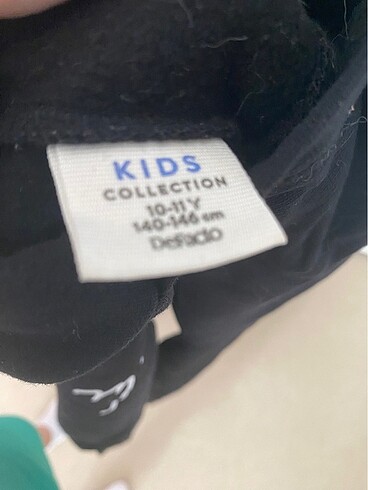 KIDS
COLLECTION
10-11 Y
140-146 cm
DeFacto